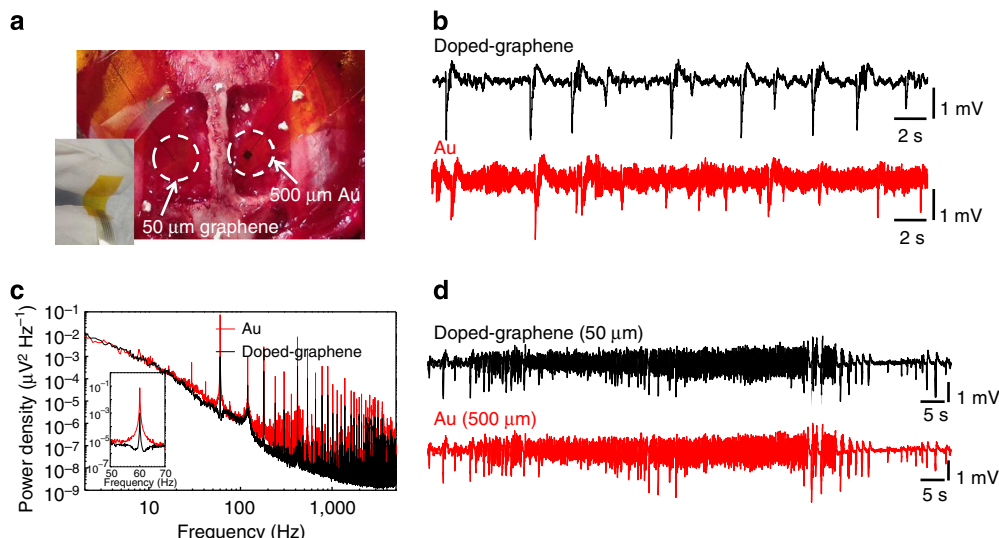 a
50 μm graphene
500 μm Au
b
Doped-graphene
1 mV
2 s
Au
1 mV
2 s
c
Power density (μV² Hz⁻¹)
10⁻¹
10⁻²
10⁻³
10⁻⁴
10⁻⁵
10⁻⁶
10⁻⁷
10⁻⁸
10⁻⁹
Au
Doped-graphene
10⁻¹
10⁻³
10⁻⁵
10⁻⁷
50 60 70
Frequency (Hz)
10 100 1,000
Frequency (Hz)
d
Doped-graphene (50 μm)
1 mV
5 s
Au (500 μm)
1 mV
5 s